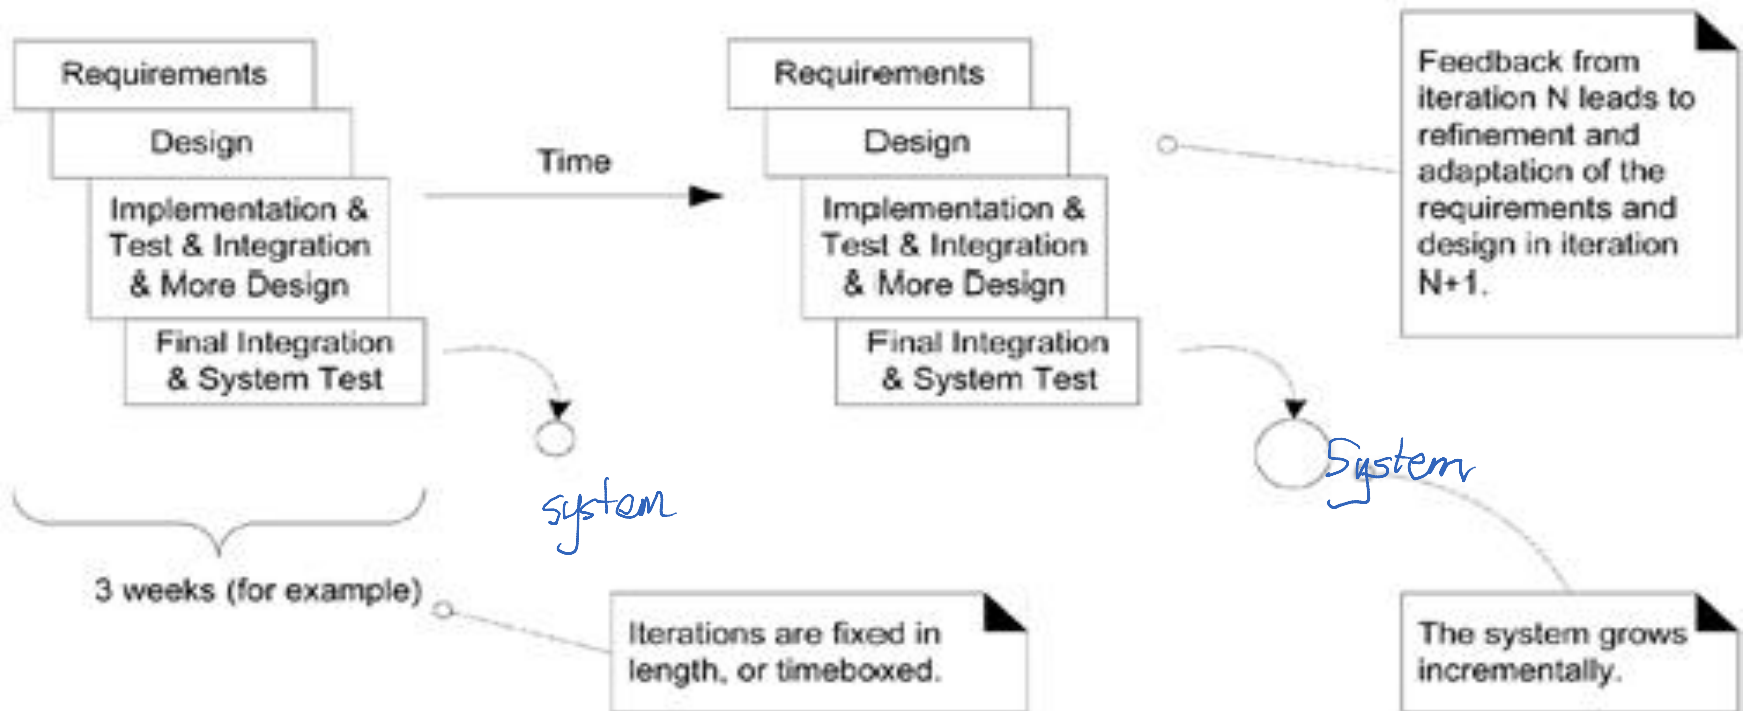 Requirements
Design
Implementation &
Test & Integration
& More Design
Final Integration
& System Test
Time
Requirements
Design
Implementation &
Test & Integration
& More Design
Final Integration
& System Test
Feedback from
iteration N leads to
refinement and
adaptation of the
requirements and
design in iteration
N+1.
system
System
3 weeks (for example)
Iterations are fixed in
length, or timeboxed.
The system grows
incrementally.